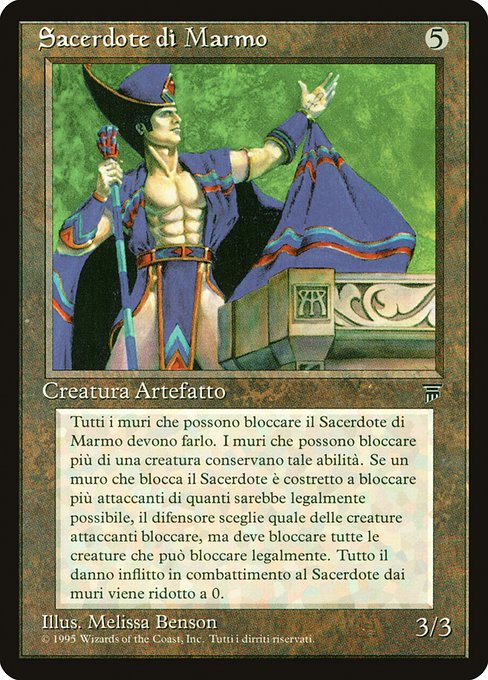 Sacerdote di Marmo 5
Creatura Artefatto
Tutti i muri che possono bloccare il Sacerdote di
Marmo devono farlo. I muri che possono bloccare
più di una creatura conservano tale abilità. Se un
muro che blocca il Sacerdote è costretto a bloccare
più attaccanti di quanti sarebbe legalmente
possibile, il difensore sceglie quale delle creature
attaccanti bloccare, ma deve bloccare tutte le
creature che può bloccare legalmente. Tutto il
danno inflitto in combattimento al Sacerdote dai
muri viene ridotto a 0.
Illus. Melissa Benson 3/3
© 1995 Wizards of the Coast, Inc. Tutti i dirriti riservati.